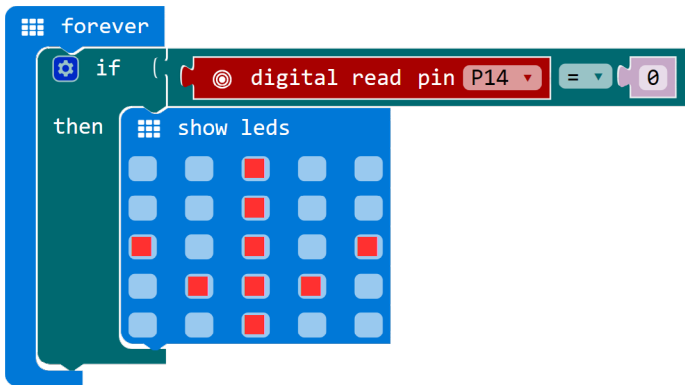 forever
if digital read pin P14 = 0
then show leds